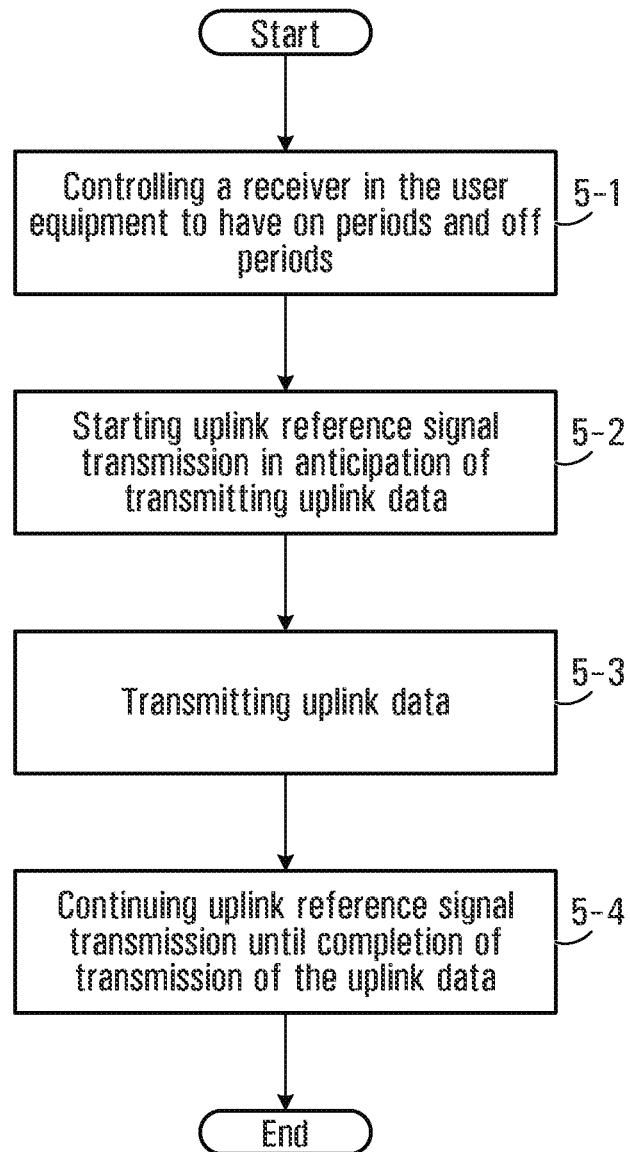 Start
Controlling a receiver in the user
equipment to have on periods and off
periods
5-1
Starting uplink reference signal
transmission in anticipation of
transmitting uplink data
5-2
Transmitting uplink data
5-3
Continuing uplink reference signal
transmission until completion of
transmission of the uplink data
5-4
End